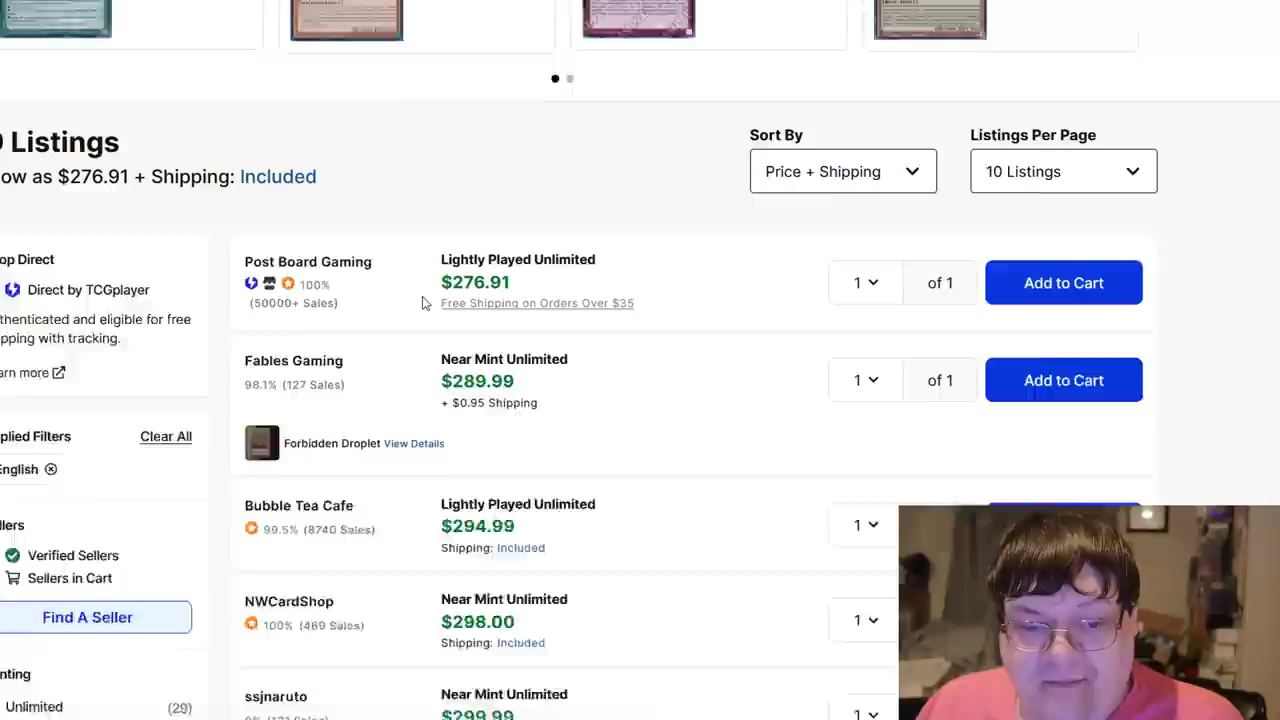 Listings
ow as $276.91 + Shipping: Included
Sort By
Price + Shipping
Listings Per Page
10 Listings
op Direct
Direct by TCGplayer
thenticated and eligible for free
pping with tracking.
arn more
plied Filters
Clear All
English
llers
Verified Sellers
Sellers in Cart
Find A Seller
nting
Unlimited
(29)
Post Board Gaming
100%
(50000+ Sales)
Lightly Played Unlimited
$276.91
Free Shipping on Orders Over $35
1
of 1
Add to Cart
Fables Gaming
98.1% (127 Sales)
Near Mint Unlimited
$289.99
+ $0.95 Shipping
1
of 1
Add to Cart
Forbidden Droplet View Details
Bubble Tea Cafe
99.5% (8740 Sales)
Lightly Played Unlimited
$294.99
Shipping: Included
1
NWCardShop
100% (469 Sales)
Near Mint Unlimited
$298.00
Shipping: Included
1
ssjnaruto
Near Mint Unlimited
$299.99
1